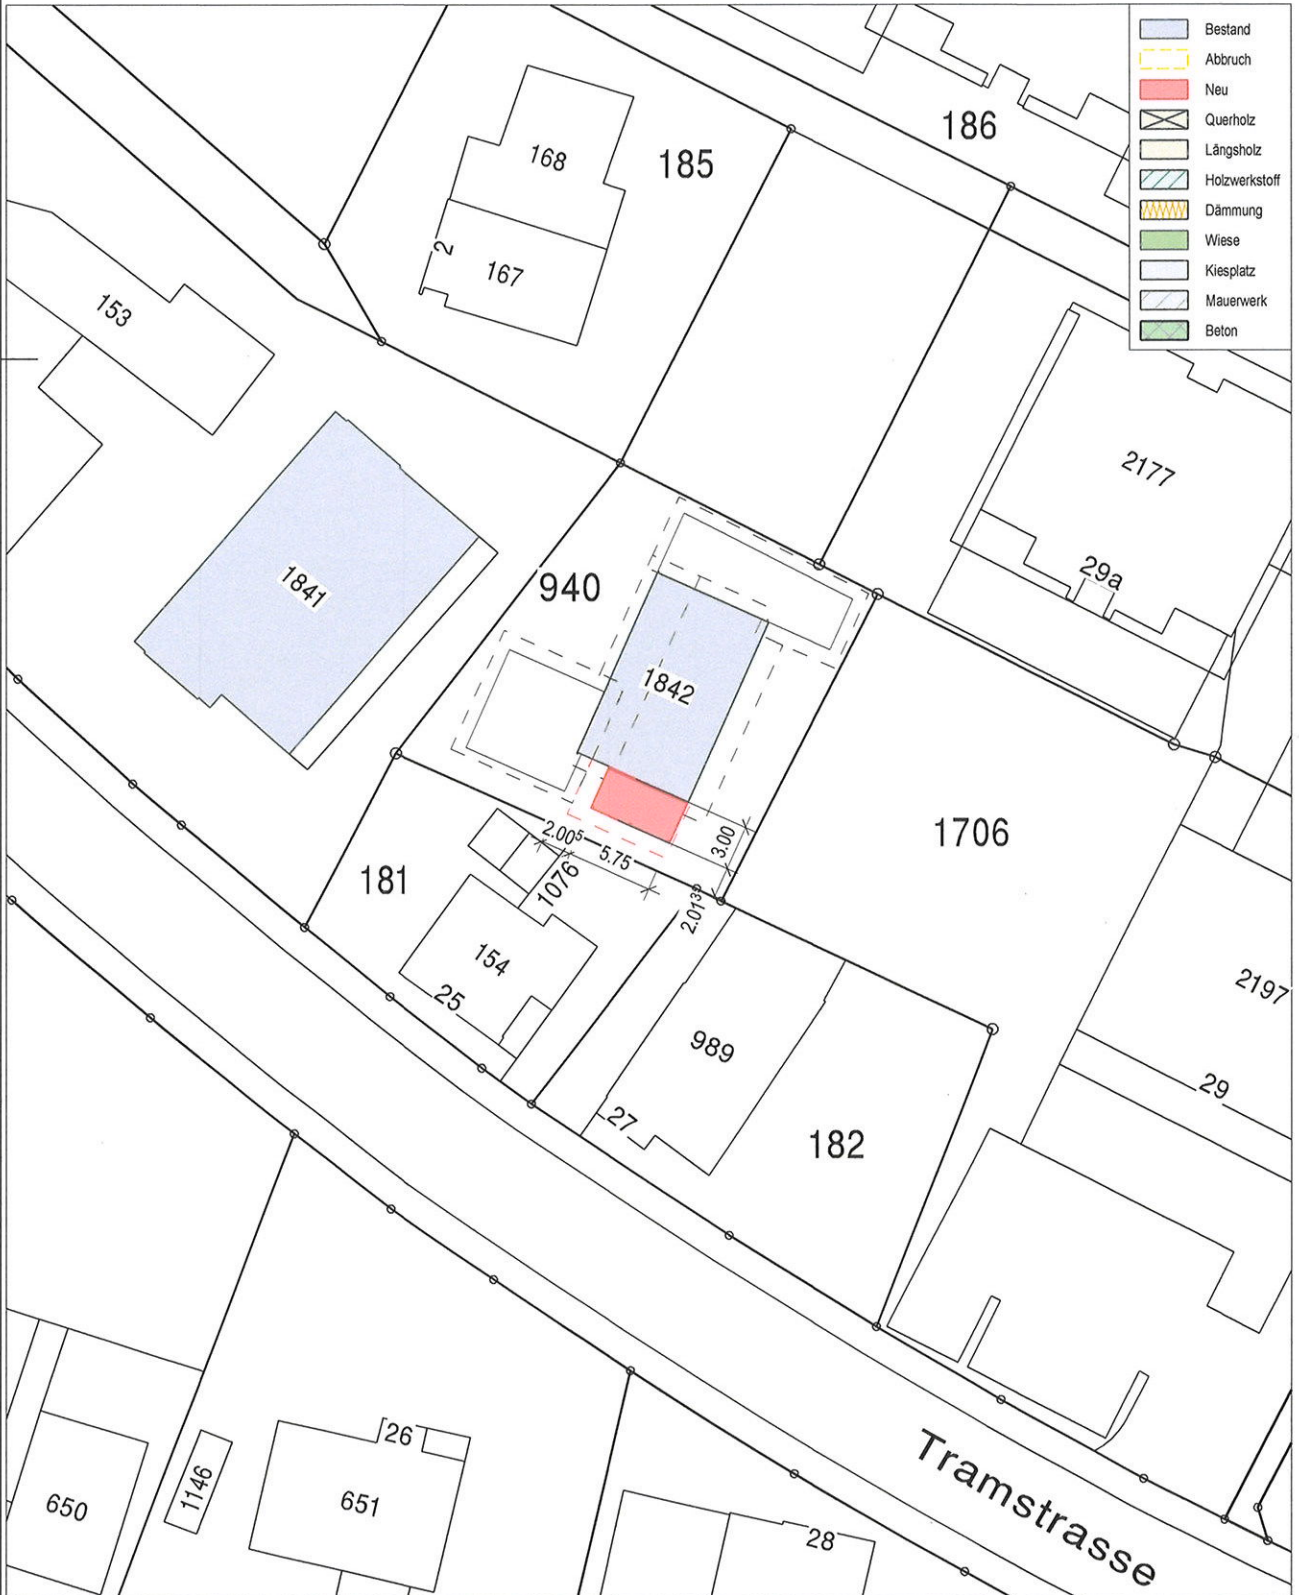 Bestand
Abbruch
Neu
Querholz
Längsholz
Holzwerkstoff
Dämmung
Wiese
Kiesplatz
Mauerwerk
Beton
186
168
185
2
167
153
2177
29a
1841
940
1842
1706
3.00
2.00⁵
5.75
2.01³
181
1076
154
25
2197
989
29
27
182
26
1146
651
650
28
Tramstrasse